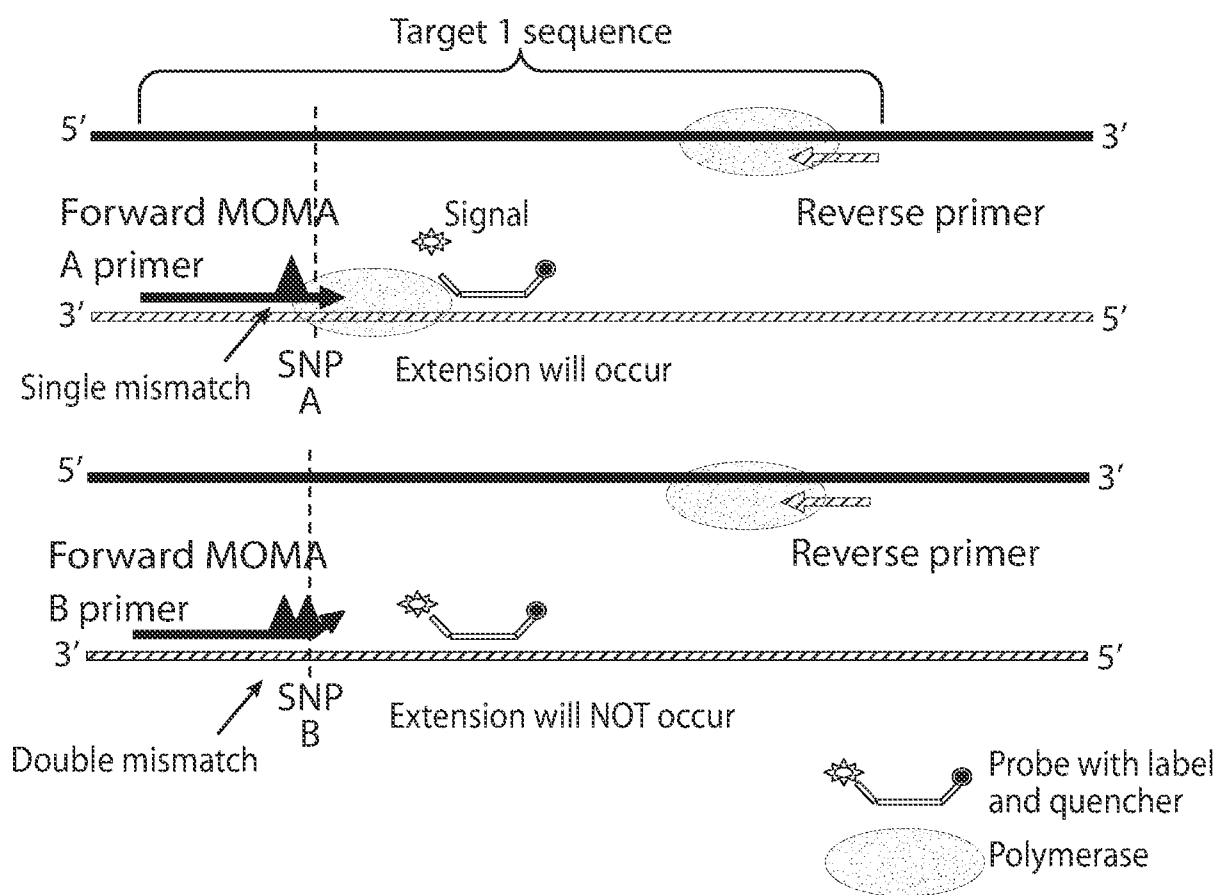 Target 1 sequence
5′
3′
Forward MOMA
A primer
Signal
Reverse primer
3′
5′
Single mismatch
SNP
A
Extension will occur
5′
3′
Forward MOMA
B primer
Reverse primer
3′
5′
Double mismatch
SNP
B
Extension will NOT occur
Probe with label
and quencher
Polymerase